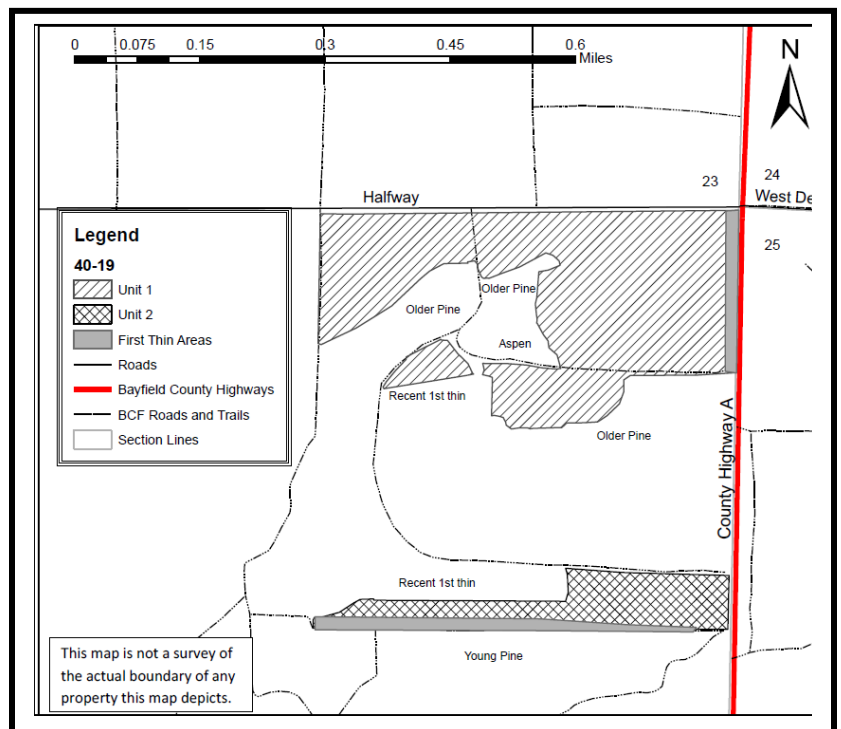 0 0.075 0.15 0.3 0.45 0.6
Miles
N
23
24
Halfway
West De
25
Legend
40-19
Unit 1
Unit 2
First Thin Areas
Roads
Bayfield County Highways
BCF Roads and Trails
Section Lines
Older Pine
Older Pine
Aspen
Recent 1st thin
Older Pine
County Highway A
Recent 1st thin
Young Pine
This map is not a survey of
the actual boundary of any
property this map depicts.